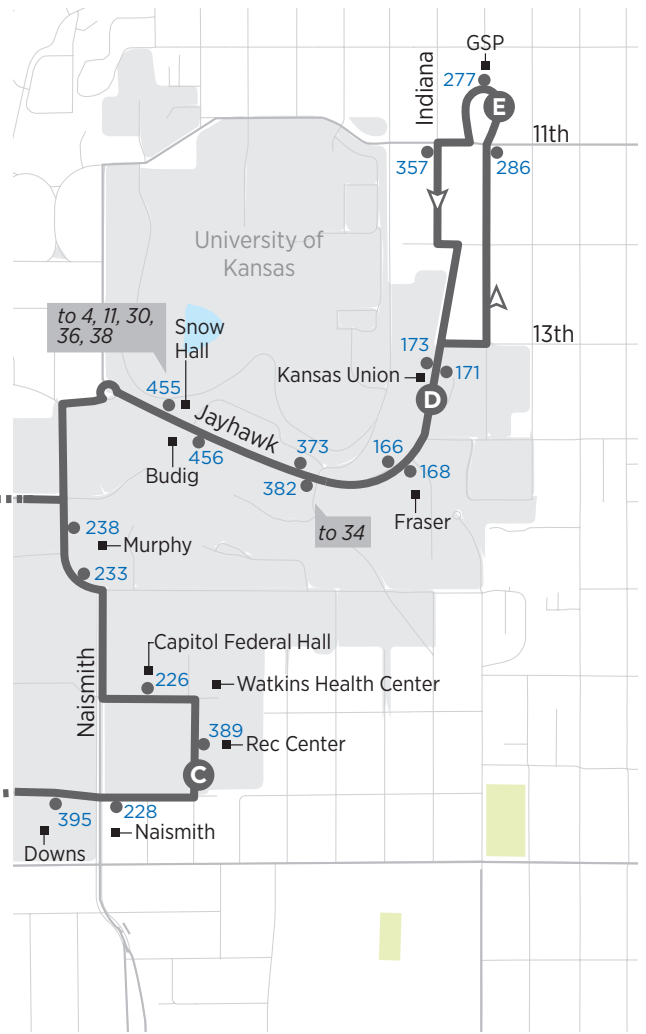 GSP
277
E
Indiana
11th
357
286
University of
Kansas
to 4, 11, 30,
36, 38
Snow
Hall
13th
173
Kansas Union
171
455
D
Jayhawk
456
373
166
Budig
382
168
Fraser
to 34
238
Murphy
233
Capitol Federal Hall
226
Watkins Health Center
Naismith
389
Rec Center
C
395
228
Naismith
Downs